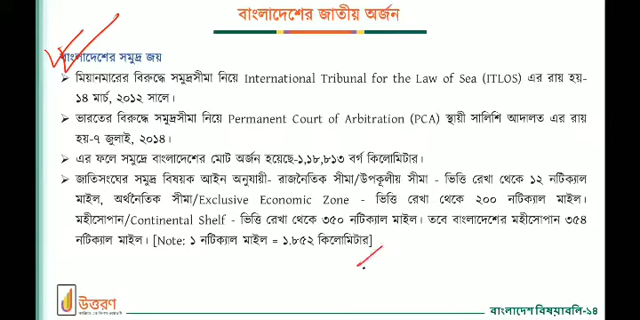 বাংলাদেশের জাতীয় অর্জন
বাংলাদেশের সমুদ্র জয়
➢ মিয়ানমারের বিরুদ্ধে সমুদ্রসীমা নিয়ে International Tribunal for the Law of Sea (ITLOS) এর রায় হয়-
১৪ মার্চ, ২০১২ সালে।
➢ ভারতের বিরুদ্ধে সমুদ্রসীমা নিয়ে Permanent Court of Arbitration (PCA) স্থায়ী সালিশি আদালত এর রায়
হয়-৭ জুলাই, ২০১৪।
➢ এর ফলে সমুদ্রে বাংলাদেশের মোট অর্জন হয়েছে-১,১৮,৮১৩ বর্গ কিলোমিটার।
➢ জাতিসংঘের সমুদ্র বিষয়ক আইন অনুযায়ী- রাজনৈতিক সীমা/উপকূলীয় সীমা - ভিত্তি রেখা থেকে ১২ নটিক্যাল
মাইল, অর্থনৈতিক সীমা/Exclusive Economic Zone - ভিত্তি রেখা থেকে ২০০ নটিক্যাল মাইল।
মহীসোপান/Continental Shelf - ভিত্তি রেখা থেকে ৩৫০ নটিক্যাল মাইল। তবে বাংলাদেশের মহীসোপান ৩৫৪
নটিক্যাল মাইল। [Note: ১ নটিক্যাল মাইল = ১.৮৫২ কিলোমিটার]
উত্তরণ
বাংলাদেশ বিষয়াবলি-১৪